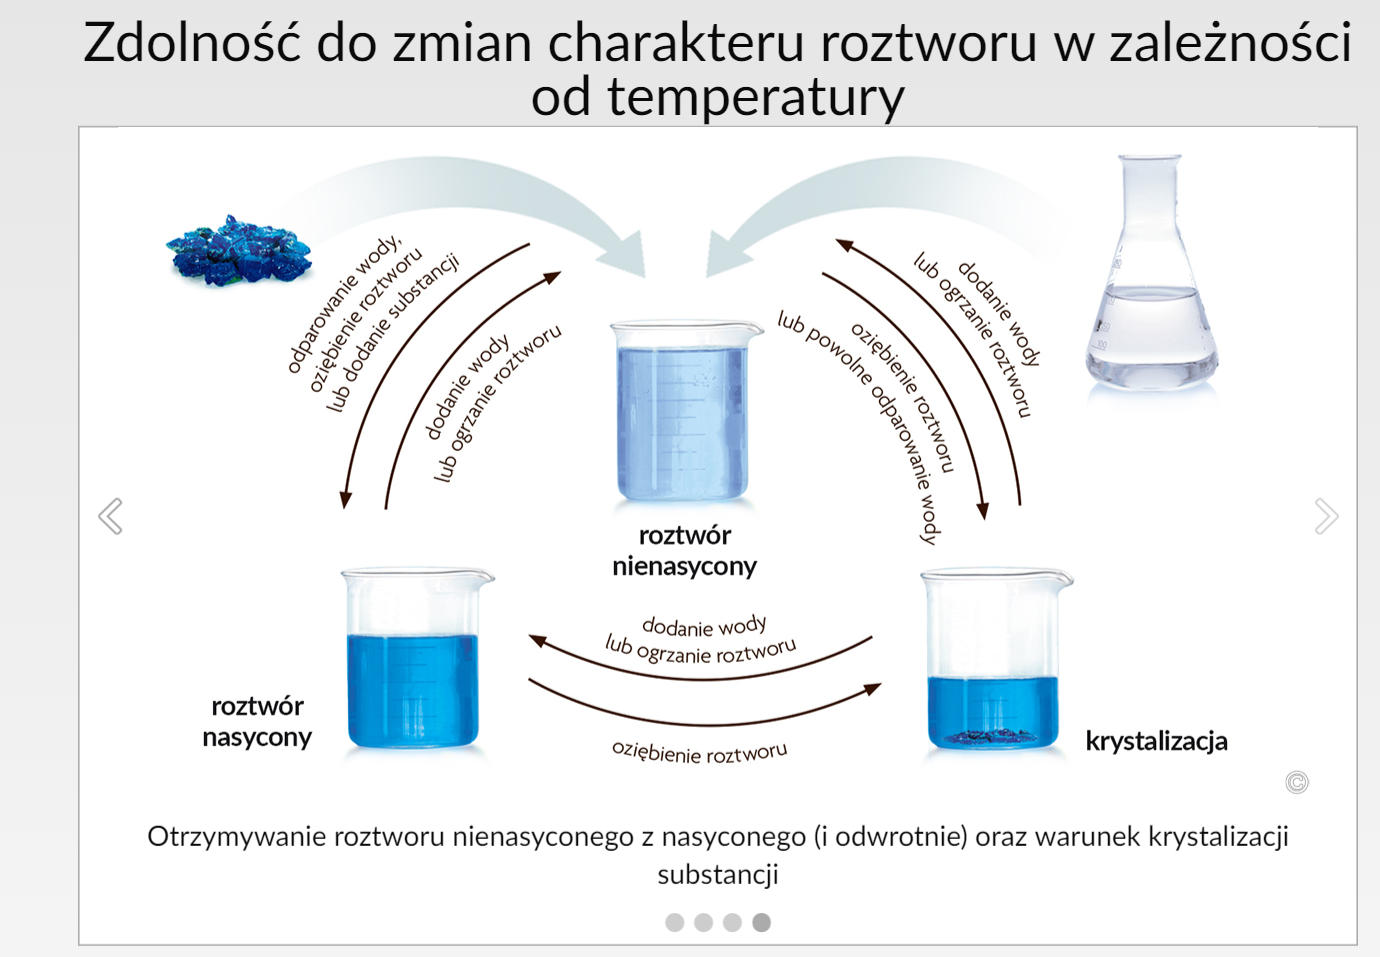 Zdolność do zmian charakteru roztworu w zależności
od temperatury
odparowanie wody,
oziębienie roztworu
lub dodanie substancji
dodanie wody
lub ogrzanie roztworu
dodanie wody
lub ogrzanie roztworu
oziębienie roztworu
lub powolne odparowanie wody
roztwór
nienasycony
dodanie wody
lub ogrzanie roztworu
oziębienie roztworu
roztwór
nasycony
krystalizacja
©
Otrzymywanie roztworu nienasyconego z nasyconego (i odwrotnie) oraz warunek krystalizacji
substancji